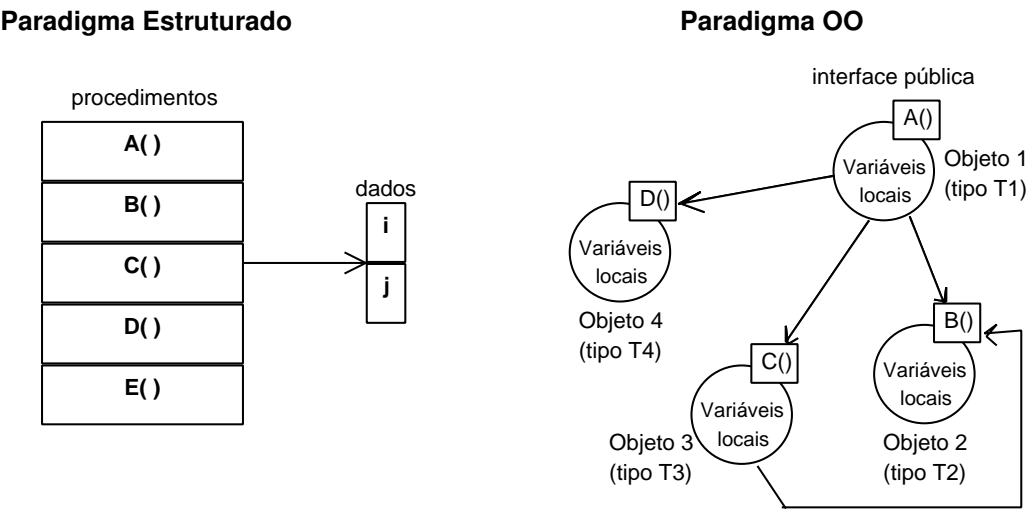 Paradigma Estruturado
procedimentos
A( )
B( )
C( )
D( )
E( )
dados
i
j
Paradigma OO
interface pública
A()
Variáveis
locais
Objeto 1
(tipo T1)
D()
Variáveis
locais
Objeto 4
(tipo T4)
B()
Variáveis
locais
Objeto 2
(tipo T2)
C()
Variáveis
locais
Objeto 3
(tipo T3)